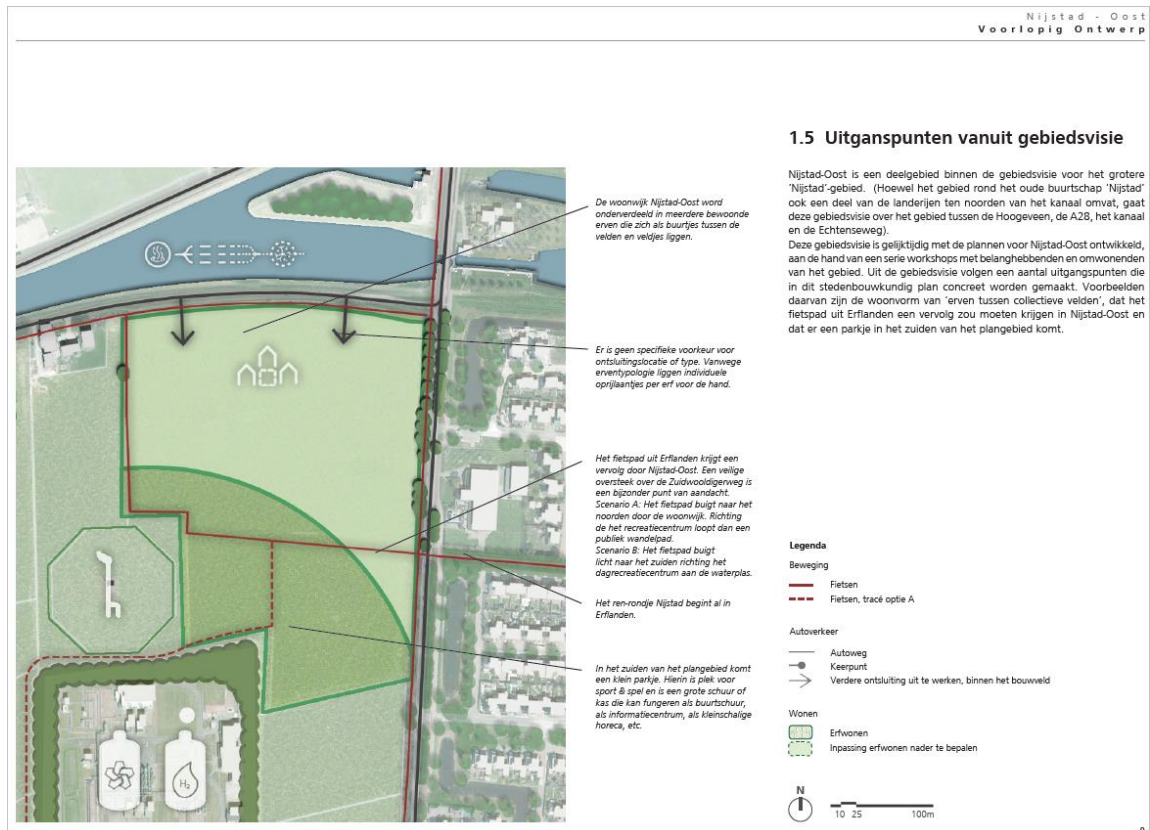 Nijstad - Oost
Voorlopig Ontwerp
1.5 Uitganspunten vanuit gebiedsvisie
Nijstad-Oost is een deelgebied binnen de gebiedsvisie voor het grotere
'Nijstad'-gebied. (Hoewel het gebied rond het oude buurtschap 'Nijstad'
ook een deel van de landerijen ten noorden van het kanaal omvat, gaat
deze gebiedsvisie over het gebied tussen de Hoogeveen, de A28, het kanaal
en de Echtenseweg).
Deze gebiedsvisie is gelijktijdig met de plannen voor Nijstad-Oost ontwikkeld,
aan de hand van een serie workshops met belanghebbenden en omwonenden
van het gebied. Uit de gebiedsvisie volgen een aantal uitgangspunten die
in dit stedenbouwkundig plan concreet worden gemaakt. Voorbeelden
daarvan zijn de woonvorm van 'erven tussen collectieve velden', dat het
fietspad uit Erflanden een vervolg zou moeten krijgen in Nijstad-Oost en
dat er een parkje in het zuiden van het plangebied komt.
De woonwijk Nijstad-Oost word
onderverdeeld in meerdere bewoonde
erven die zich als buurtjes tussen de
velden en veldjes liggen.
Er is geen specifieke voorkeur voor
ontsluitingslocatie of type. Vanwege
erventypologie liggen individuele
oprijlaantjes per erf voor de hand.
Het fietspad uit Erflanden krijgt een
vervolg door Nijstad-Oost. Een veilige
oversteek over de Zuidwooldigerweg is
een bijzonder punt van aandacht.
Scenario A: Het fietspad buigt naar het
noorden door de woonwijk. Richting
de het recreatiecentrum loopt dan een
publiek wandelpad.
Scenario B: Het fietspad buigt
licht naar het zuiden richting het
dagrecreatiecentrum aan de waterplas.
Het ren-rondje Nijstad begint al in
Erflanden.
In het zuiden van het plangebied komt
een klein parkje. Hierin is plek voor
sport & spel en is een grote schuur of
kas die kan fungeren als buurtschuur,
als informatiecentrum, als kleinschalige
horeca, etc.
H2
Legenda
Beweging
Fietsen
Fietsen, tracé optie A
Autoverkeer
Autoweg
Keerpunt
Verdere ontsluiting uit te werken, binnen het bouwveld
Wonen
Erfwonen
Inpassing erfwonen nader te bepalen
N
10 25 100m